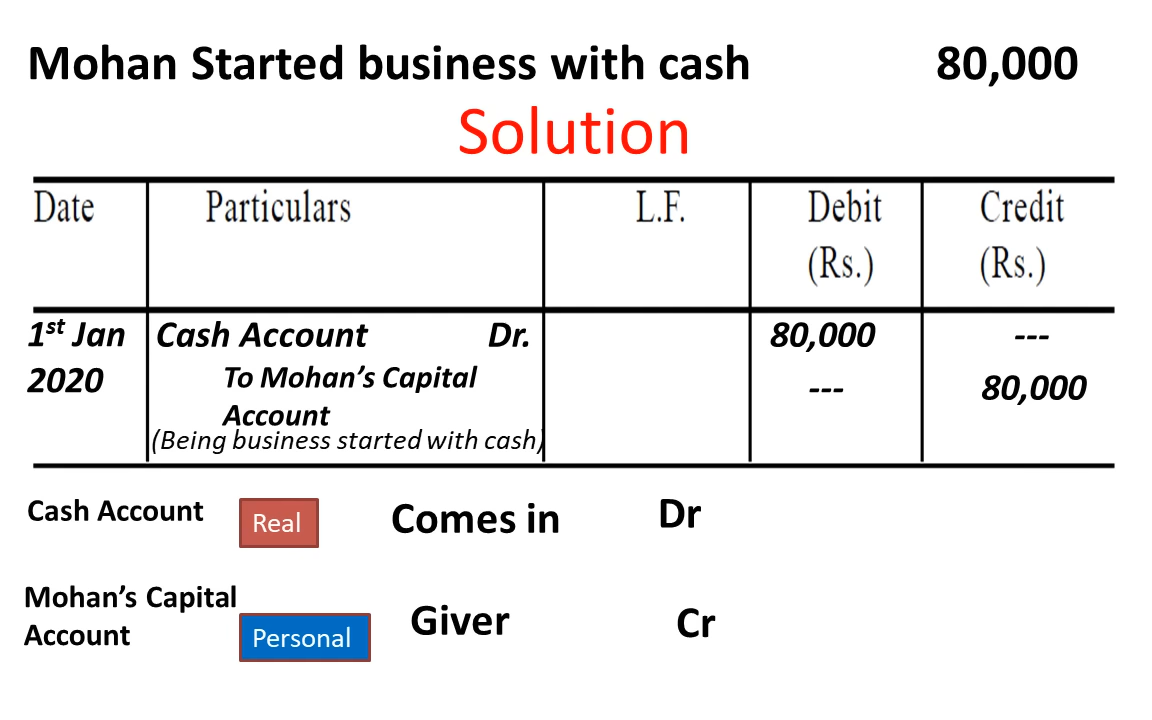 Mohan Started business with cash 80,000
Solution
Date Particulars L.F. Debit Credit
(Rs.) (Rs.)
1st Jan Cash Account Dr. 80,000 ---
2020 To Mohan’s Capital --- 80,000
Account
(Being business started with cash)
Cash Account Real Comes in Dr
Mohan’s Capital
Account Personal Giver Cr